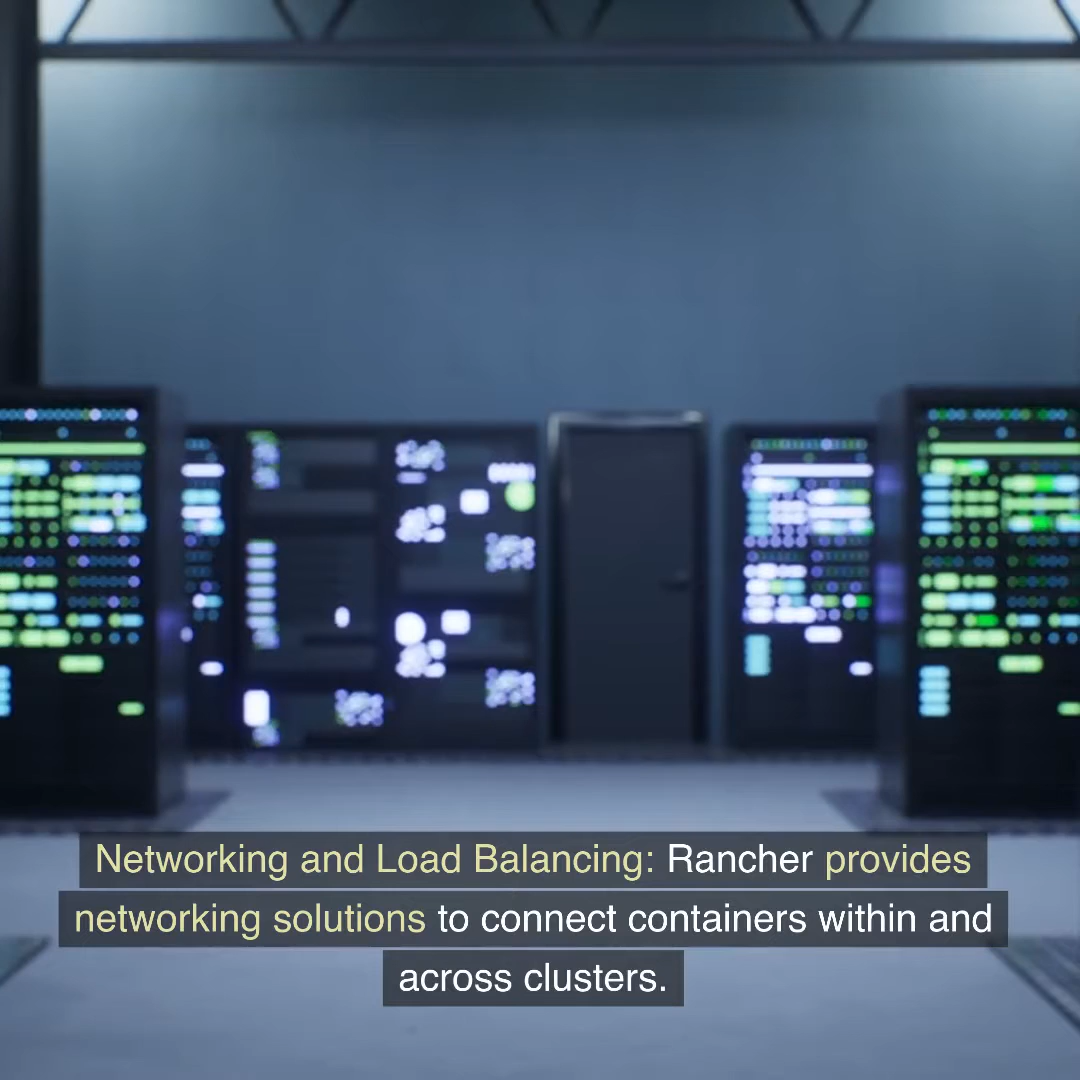 Networking and Load Balancing: Rancher provides
networking solutions to connect containers within and
across clusters.